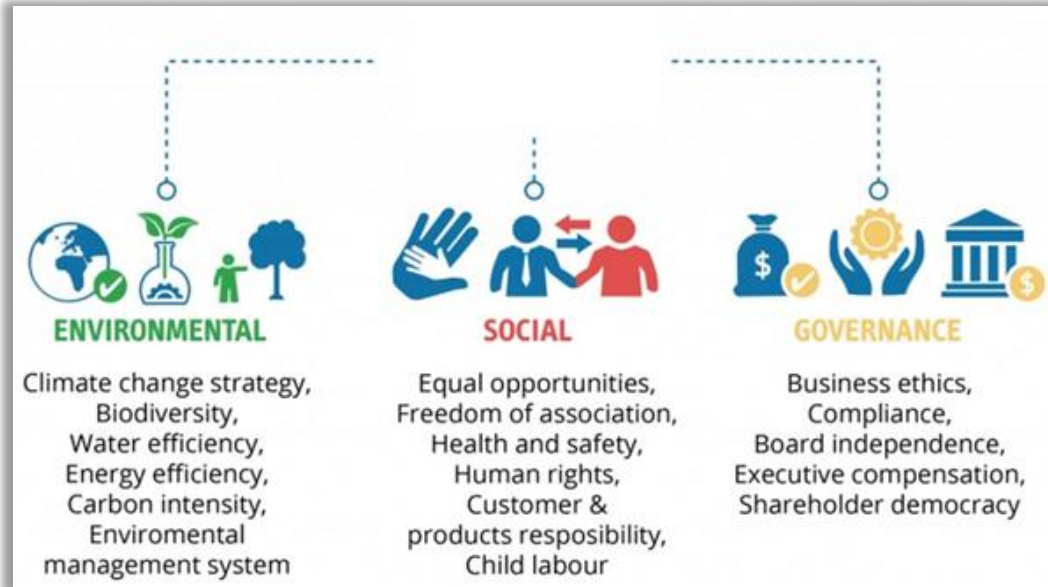 ENVIRONMENTAL
Climate change strategy,
Biodiversity,
Water efficiency,
Energy efficiency,
Carbon intensity,
Enviromental
management system
SOCIAL
Equal opportunities,
Freedom of association,
Health and safety,
Human rights,
Customer &
products resposibility,
Child labour
$
$
GOVERNANCE
Business ethics,
Compliance,
Board independence,
Executive compensation,
Shareholder democracy